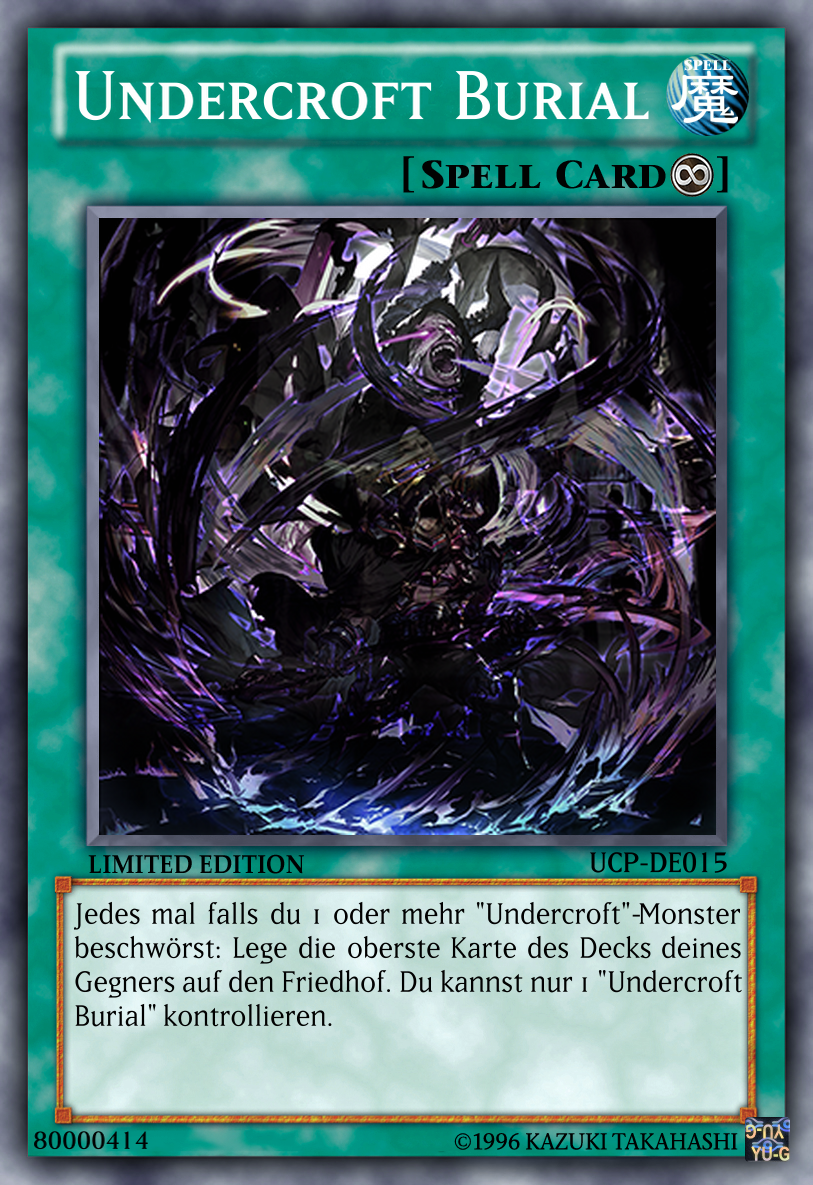 UNDERCROFT BURIAL
SPELL
魔
[SPELL CARD∞]
LIMITED EDITION
UCP-DE015
Jedes mal falls du 1 oder mehr "Undercroft"-Monster
beschwörst: Lege die oberste Karte des Decks deines
Gegners auf den Friedhof. Du kannst nur 1 "Undercroft
Burial" kontrollieren.
80000414
©1996 KAZUKI TAKAHASHI
YU-G
YU-G